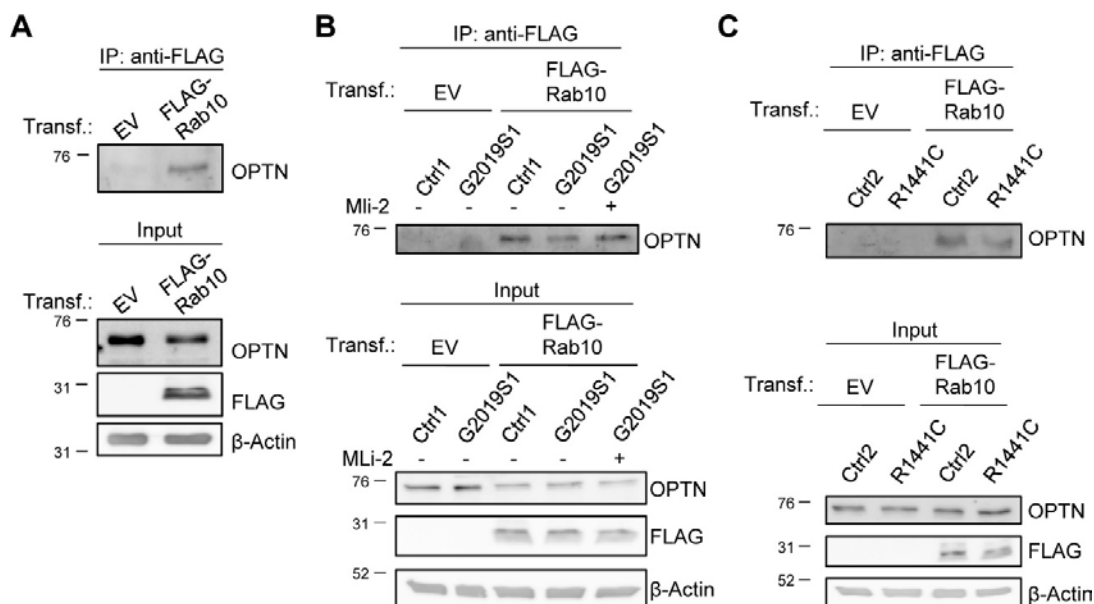 A
IP: anti-FLAG
Transf.: EV FLAG-Rab10
76
OPTN
Input
Transf.: EV FLAG-Rab10
76
OPTN
31
FLAG
31
β-Actin
B
IP: anti-FLAG
FLAG-
Transf.: EV Rab10
Ctrl1 G2019S1 Ctrl1 G2019S1 G2019S1
Mli-2 - - - - +
76
OPTN
Input
FLAG-
Transf.: EV Rab10
Ctrl1 G2019S1 Ctrl1 G2019S1 G2019S1
MLi-2 - - - - +
76
OPTN
31
FLAG
52
β-Actin
C
IP: anti-FLAG
FLAG-
Transf.: EV Rab10
Ctrl2 R1441C Ctrl2 R1441C
76
OPTN
Input
FLAG-
Transf.: EV Rab10
Ctrl2 R1441C Ctrl2 R1441C
76
OPTN
31
FLAG
52
β-Actin